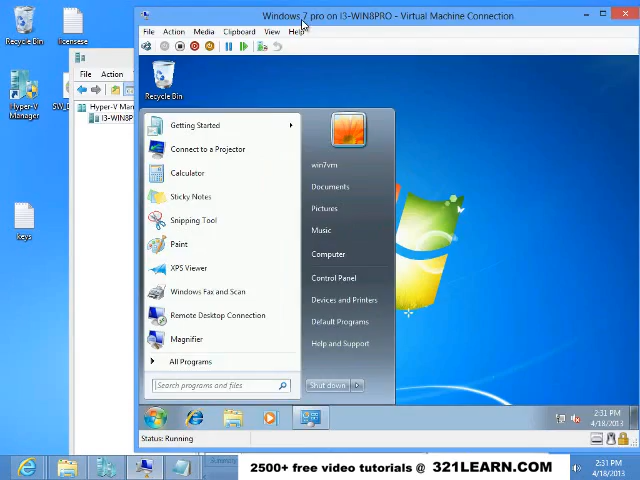 Windows 7 pro on I3-WIN8PRO - Virtual Machine Connection
File Action Media Clipboard View Help
Recycle Bin
licensese
Hyper-V Manager
keys
File Action
Hyper-V Man
I3-WIN8P
Recycle Bin
Getting Started
Connect to a Projector
Calculator
Sticky Notes
Snipping Tool
Paint
XPS Viewer
Windows Fax and Scan
Remote Desktop Connection
Magnifier
All Programs
Search programs and files
win7vm
Documents
Pictures
Music
Computer
Control Panel
Devices and Printers
Default Programs
Help and Support
Shut down
2:31 PM
4/18/2013
Status: Running
2500+ free video tutorials @ 321LEARN.COM
2:31 PM
4/18/2013